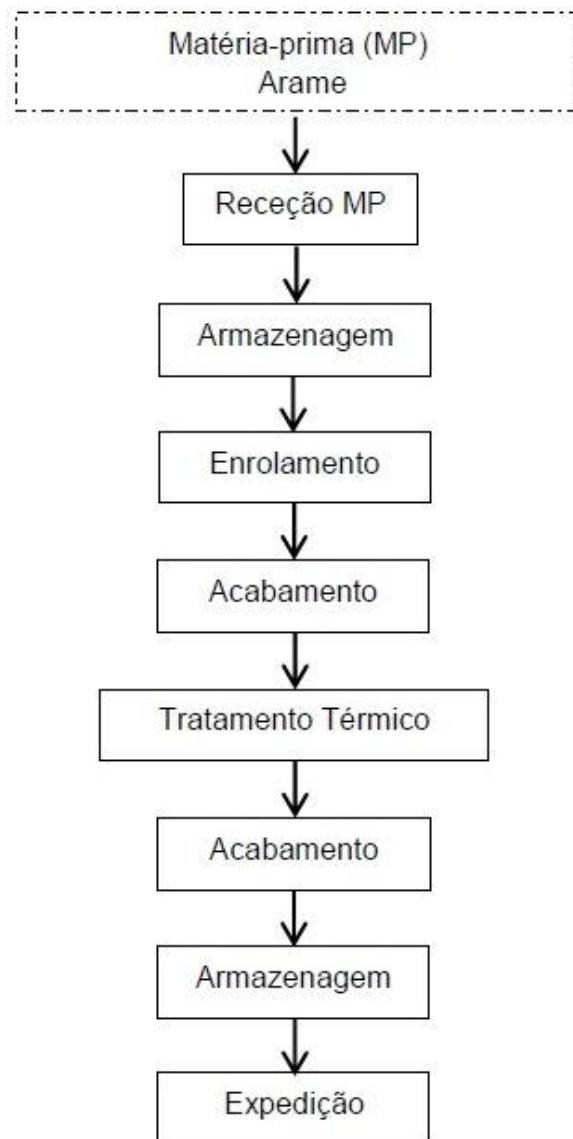 Matéria-prima (MP)
Arame
Receção MP
Armazenagem
Enrolamento
Acabamento
Tratamento Térmico
Acabamento
Armazenagem
Expedição